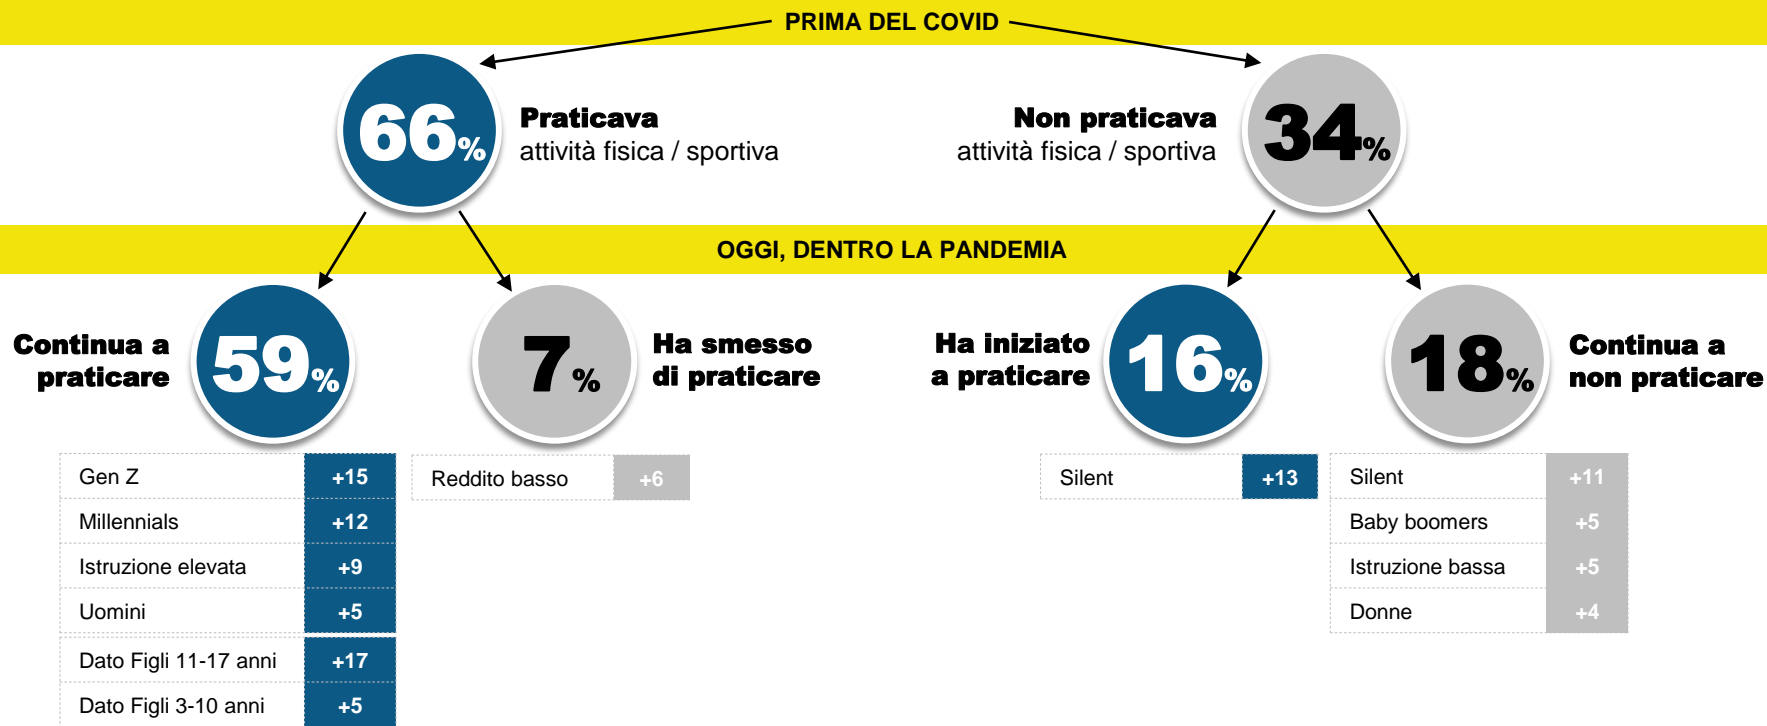 PRIMA DEL COVID
66%
Praticava
attività fisica / sportiva
Non praticava
attività fisica / sportiva
34%
OGGI, DENTRO LA PANDEMIA
Continua a
praticare
59%
7%
Ha smesso
di praticare
Ha iniziato
a praticare
16%
18%
Continua a
non praticare
Gen Z +15
Millennials +12
Istruzione elevata +9
Uomini +5
Dato Figli 11-17 anni +17
Dato Figli 3-10 anni +5
Reddito basso +6
Silent +13
Silent +11
Baby boomers +5
Istruzione bassa +5
Donne +4